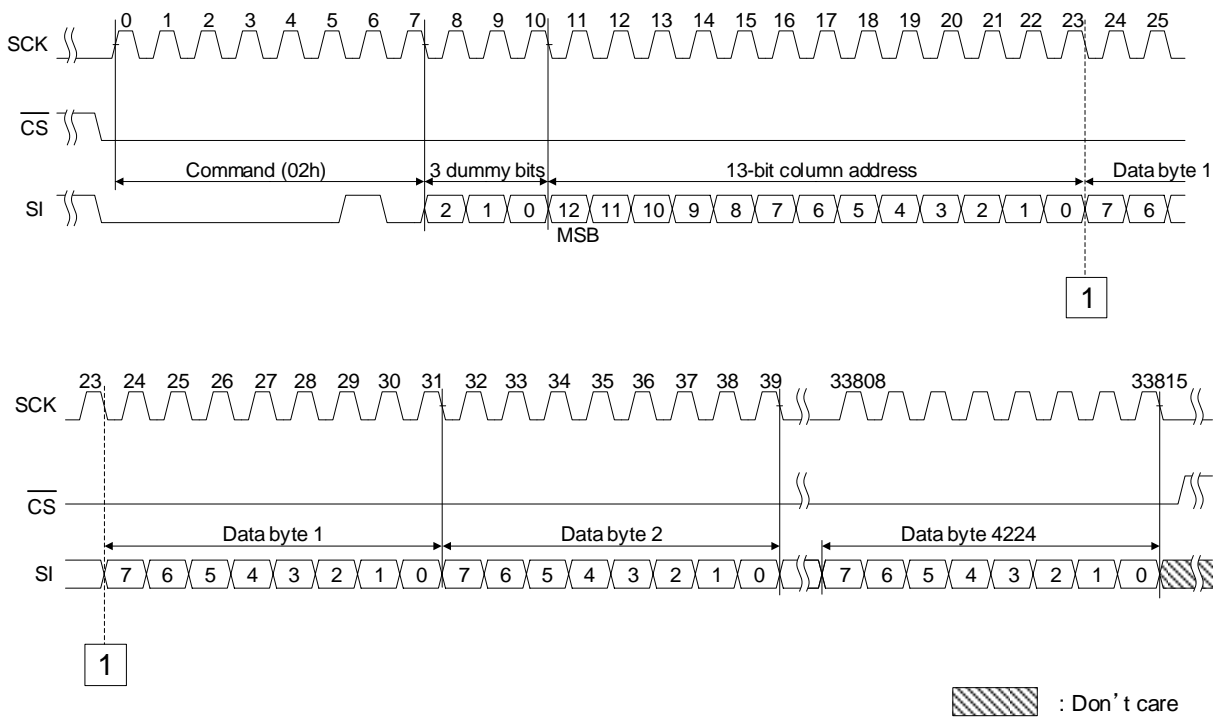 0 1 2 3 4 5 6 7 8 9 10 11 12 13 14 15 16 17 18 19 20 21 22 23 24 25
SCK
CS
Command (02h) 3 dummy bits 13-bit column address Data byte 1
SI 2 1 0 12 11 10 9 8 7 6 5 4 3 2 1 0 7 6
MSB
1
23 24 25 26 27 28 29 30 31 32 33 34 35 36 37 38 39 33808 33815
SCK
CS
Data byte 1 Data byte 2 Data byte 4224
SI 7 6 5 4 3 2 1 0 7 6 5 4 3 2 1 0 7 6 5 4 3 2 1 0
1
: Don't care